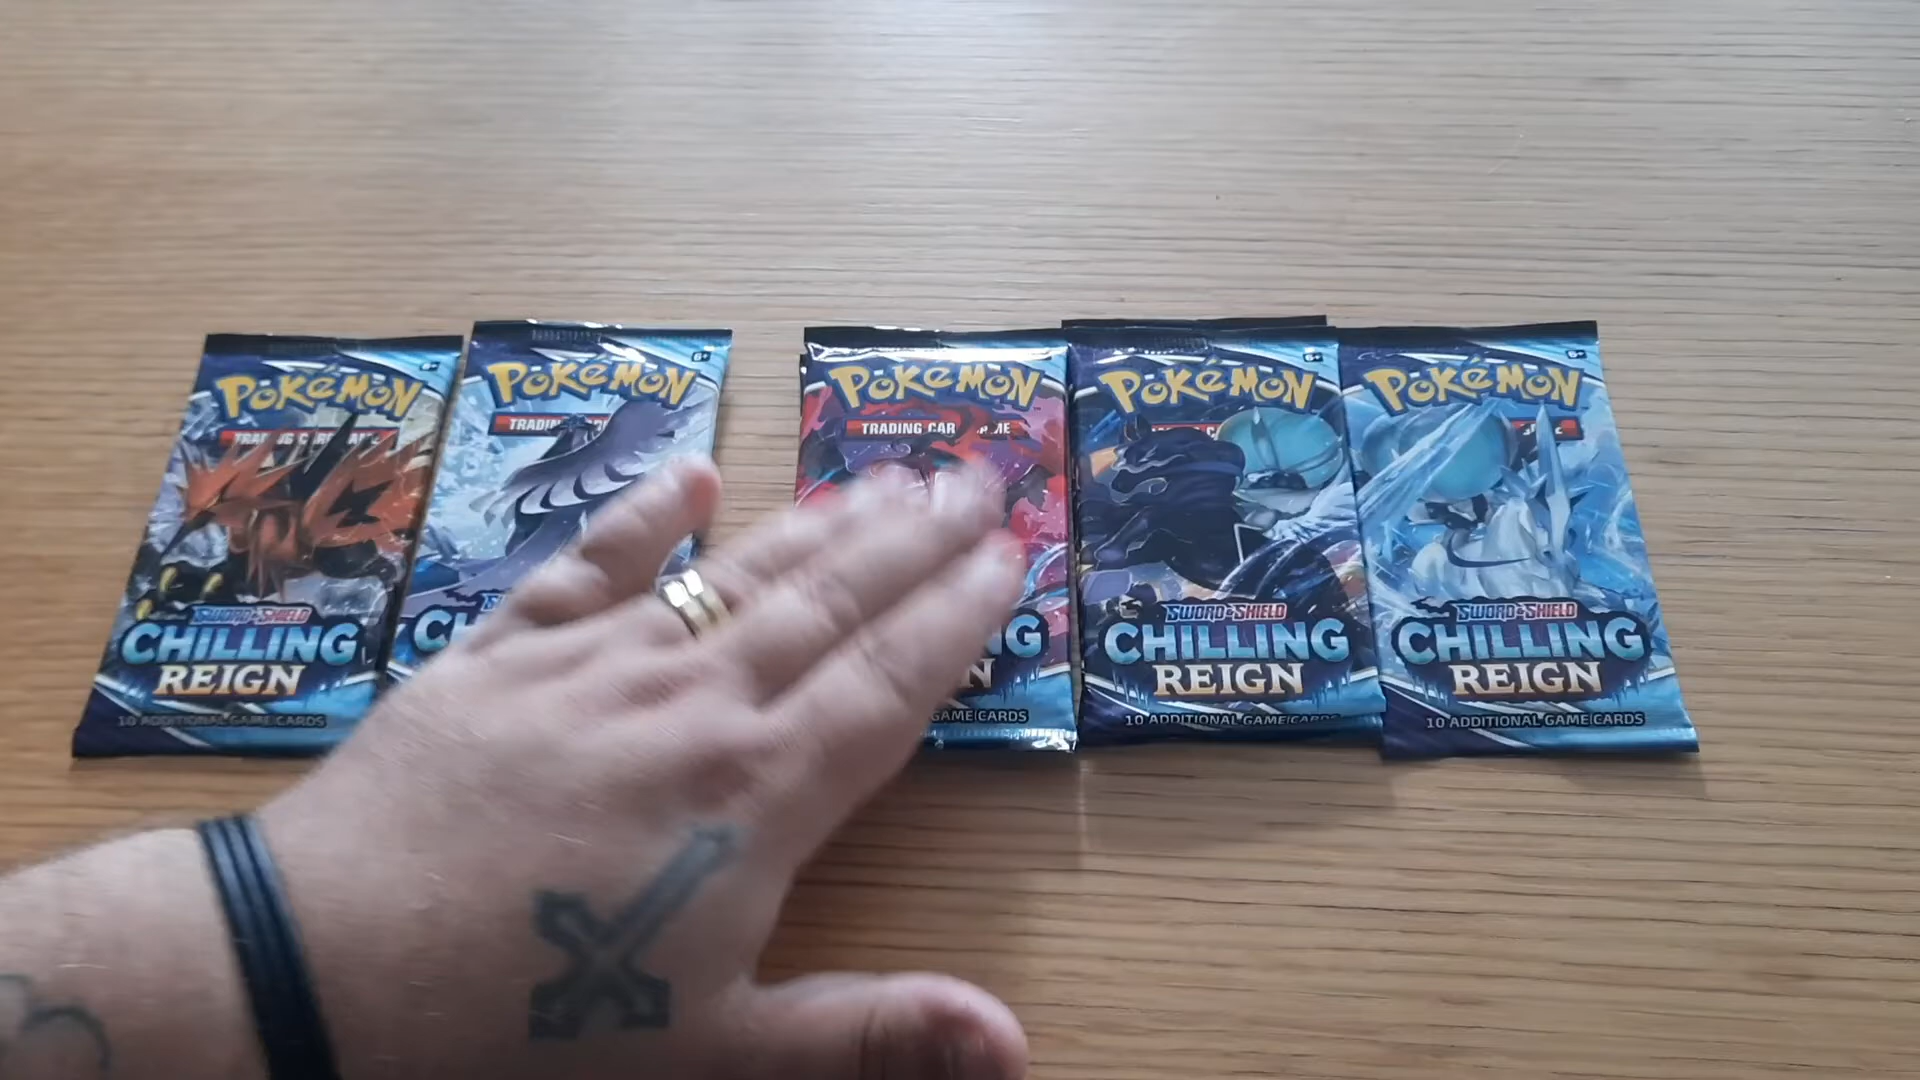 POKéMON
TRADING CARD GAME
SWORD & SHIELD
CHILLING
REIGN
10 ADDITIONAL GAME CARDS
6+
POKéMON
TRADING
POKéMON
TRADING CAR
GAME CARDS
6+
POKéMON
SWORD & SHIELD
CHILLING
REIGN
10 ADDITIONAL GAME CARDS
6+
POKéMON
SWORD & SHIELD
CHILLING
REIGN
10 ADDITIONAL GAME CARDS
6+